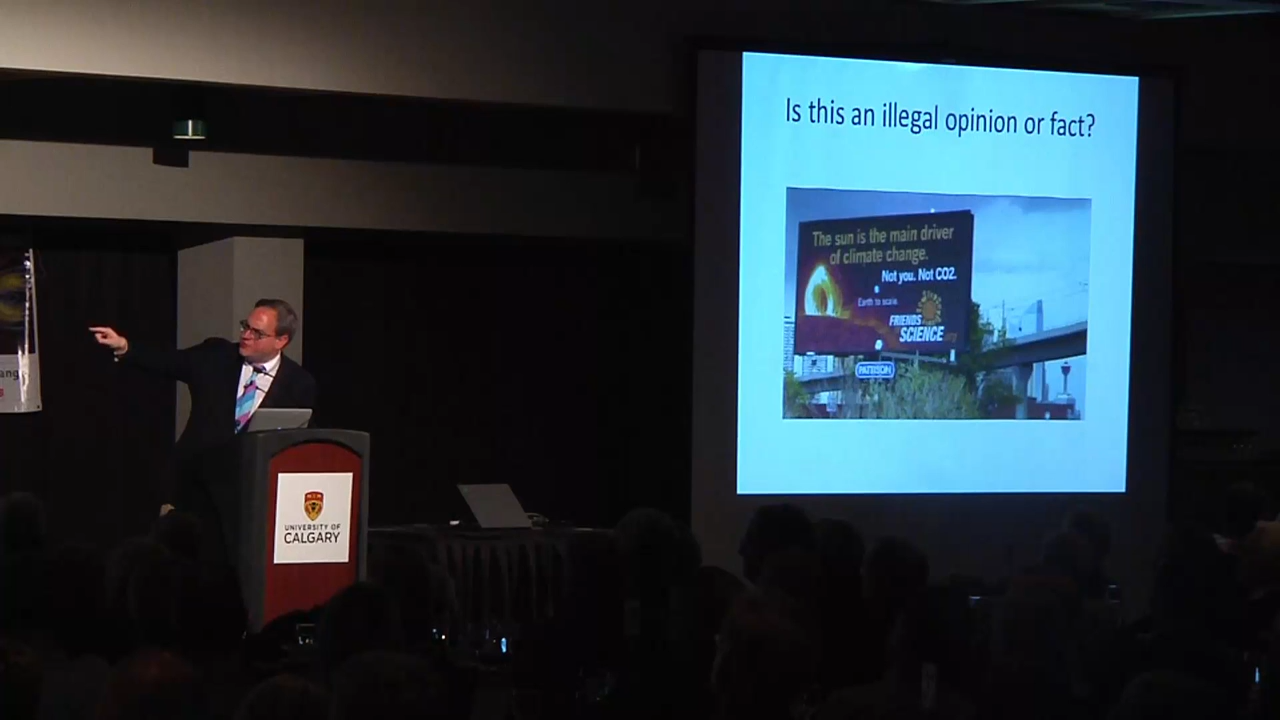 Is this an illegal opinion or fact?
The sun is the main driver
of climate change.
Not you. Not CO2.
Earth to scale.
FRIENDS
SCIENCE
PATTISON
UNIVERSITY OF
CALGARY